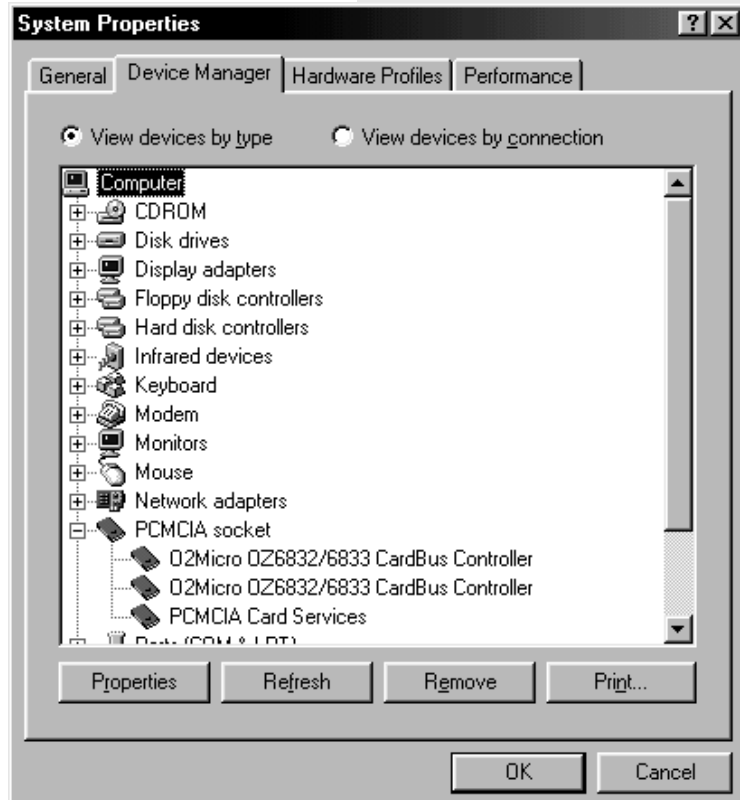 System Properties
General Device Manager Hardware Profiles Performance
View devices by type View devices by connection
Computer
CDROM
Disk drives
Display adapters
Floppy disk controllers
Hard disk controllers
Infrared devices
Keyboard
Modem
Monitors
Mouse
Network adapters
PCMCIA socket
O2Micro OZ6832/6833 CardBus Controller
O2Micro OZ6832/6833 CardBus Controller
PCMCIA Card Services
Ports (COM & LPT)
Properties Refresh Remove Print...
OK Cancel